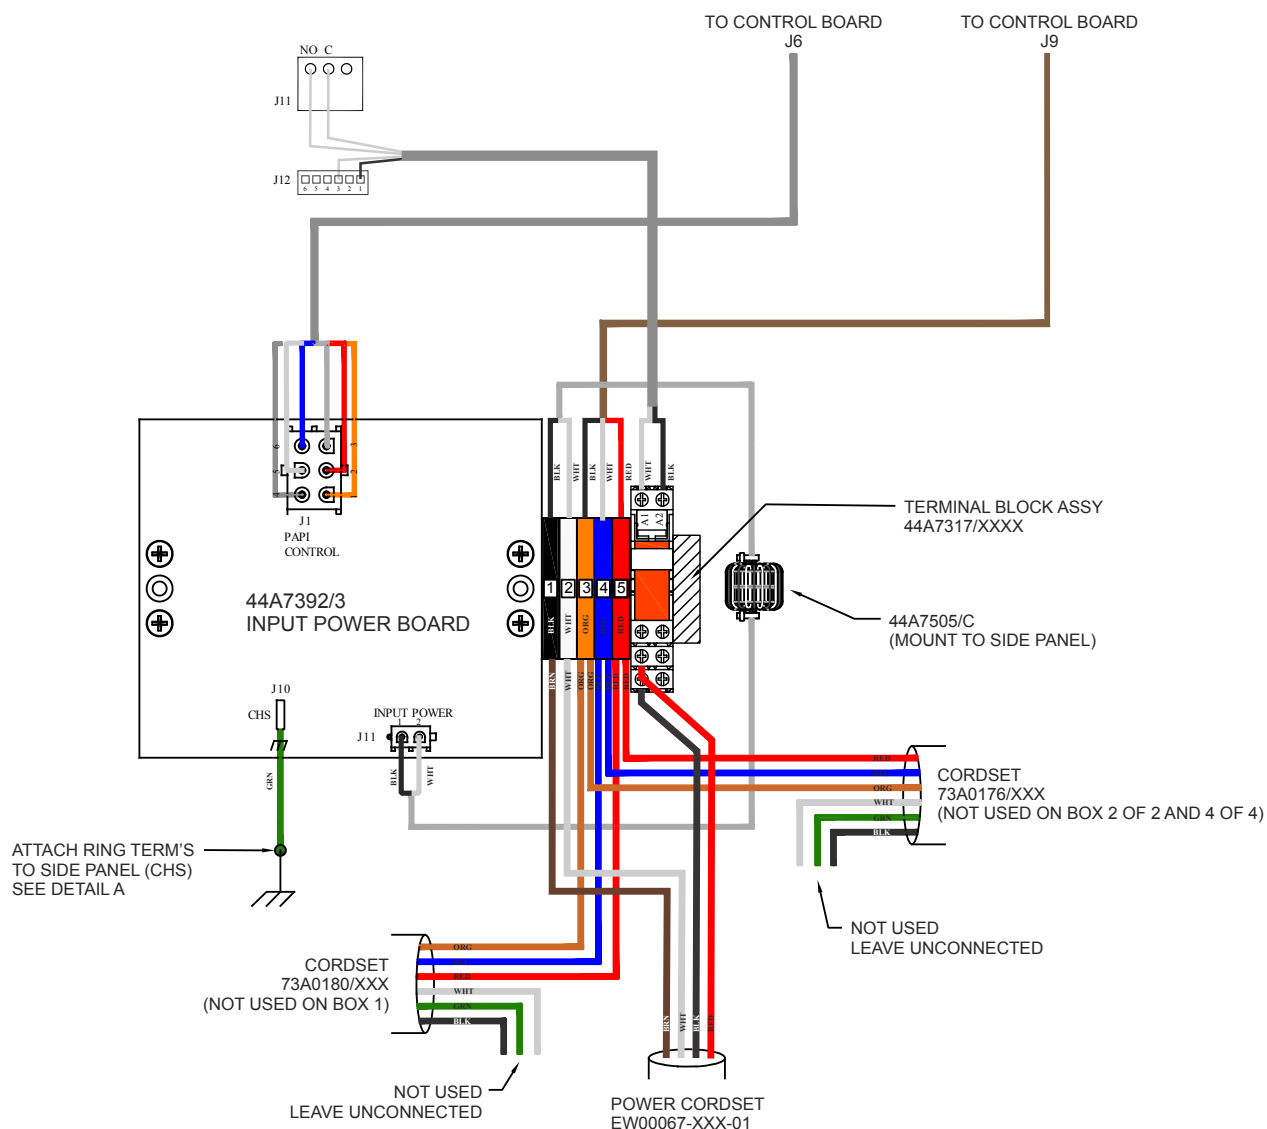 TO CONTROL BOARD
J6
TO CONTROL BOARD
J9
NO C
J11
J12
6 5 4 3 2 1
6
3
5
2
4
1
J1
PAPI
CONTROL
BLK
WHT
BLK
WHT
RED
WHT
BLK
A1
A2
TERMINAL BLOCK ASSY
44A7317/XXXX
1 2 3 4 5
44A7392/3
INPUT POWER BOARD
44A7505/C
(MOUNT TO SIDE PANEL)
BLK
WHT
ORG
RED
BRN
WHT
ORG
ORG
RED
RED
J10
CHS
INPUT POWER
1 2
J11
BLK
WHT
GRN
RED
ORG
WHT
GRN
BLK
CORDSET
73A0176/XXX
(NOT USED ON BOX 2 OF 2 AND 4 OF 4)
ATTACH RING TERM'S
TO SIDE PANEL (CHS)
SEE DETAIL A
NOT USED
LEAVE UNCONNECTED
CORDSET
73A0180/XXX
(NOT USED ON BOX 1)
ORG
RED
WHT
GRN
BLK
BRN
WHT
BLK
RED
NOT USED
LEAVE UNCONNECTED
POWER CORDSET
EW00067-XXX-01